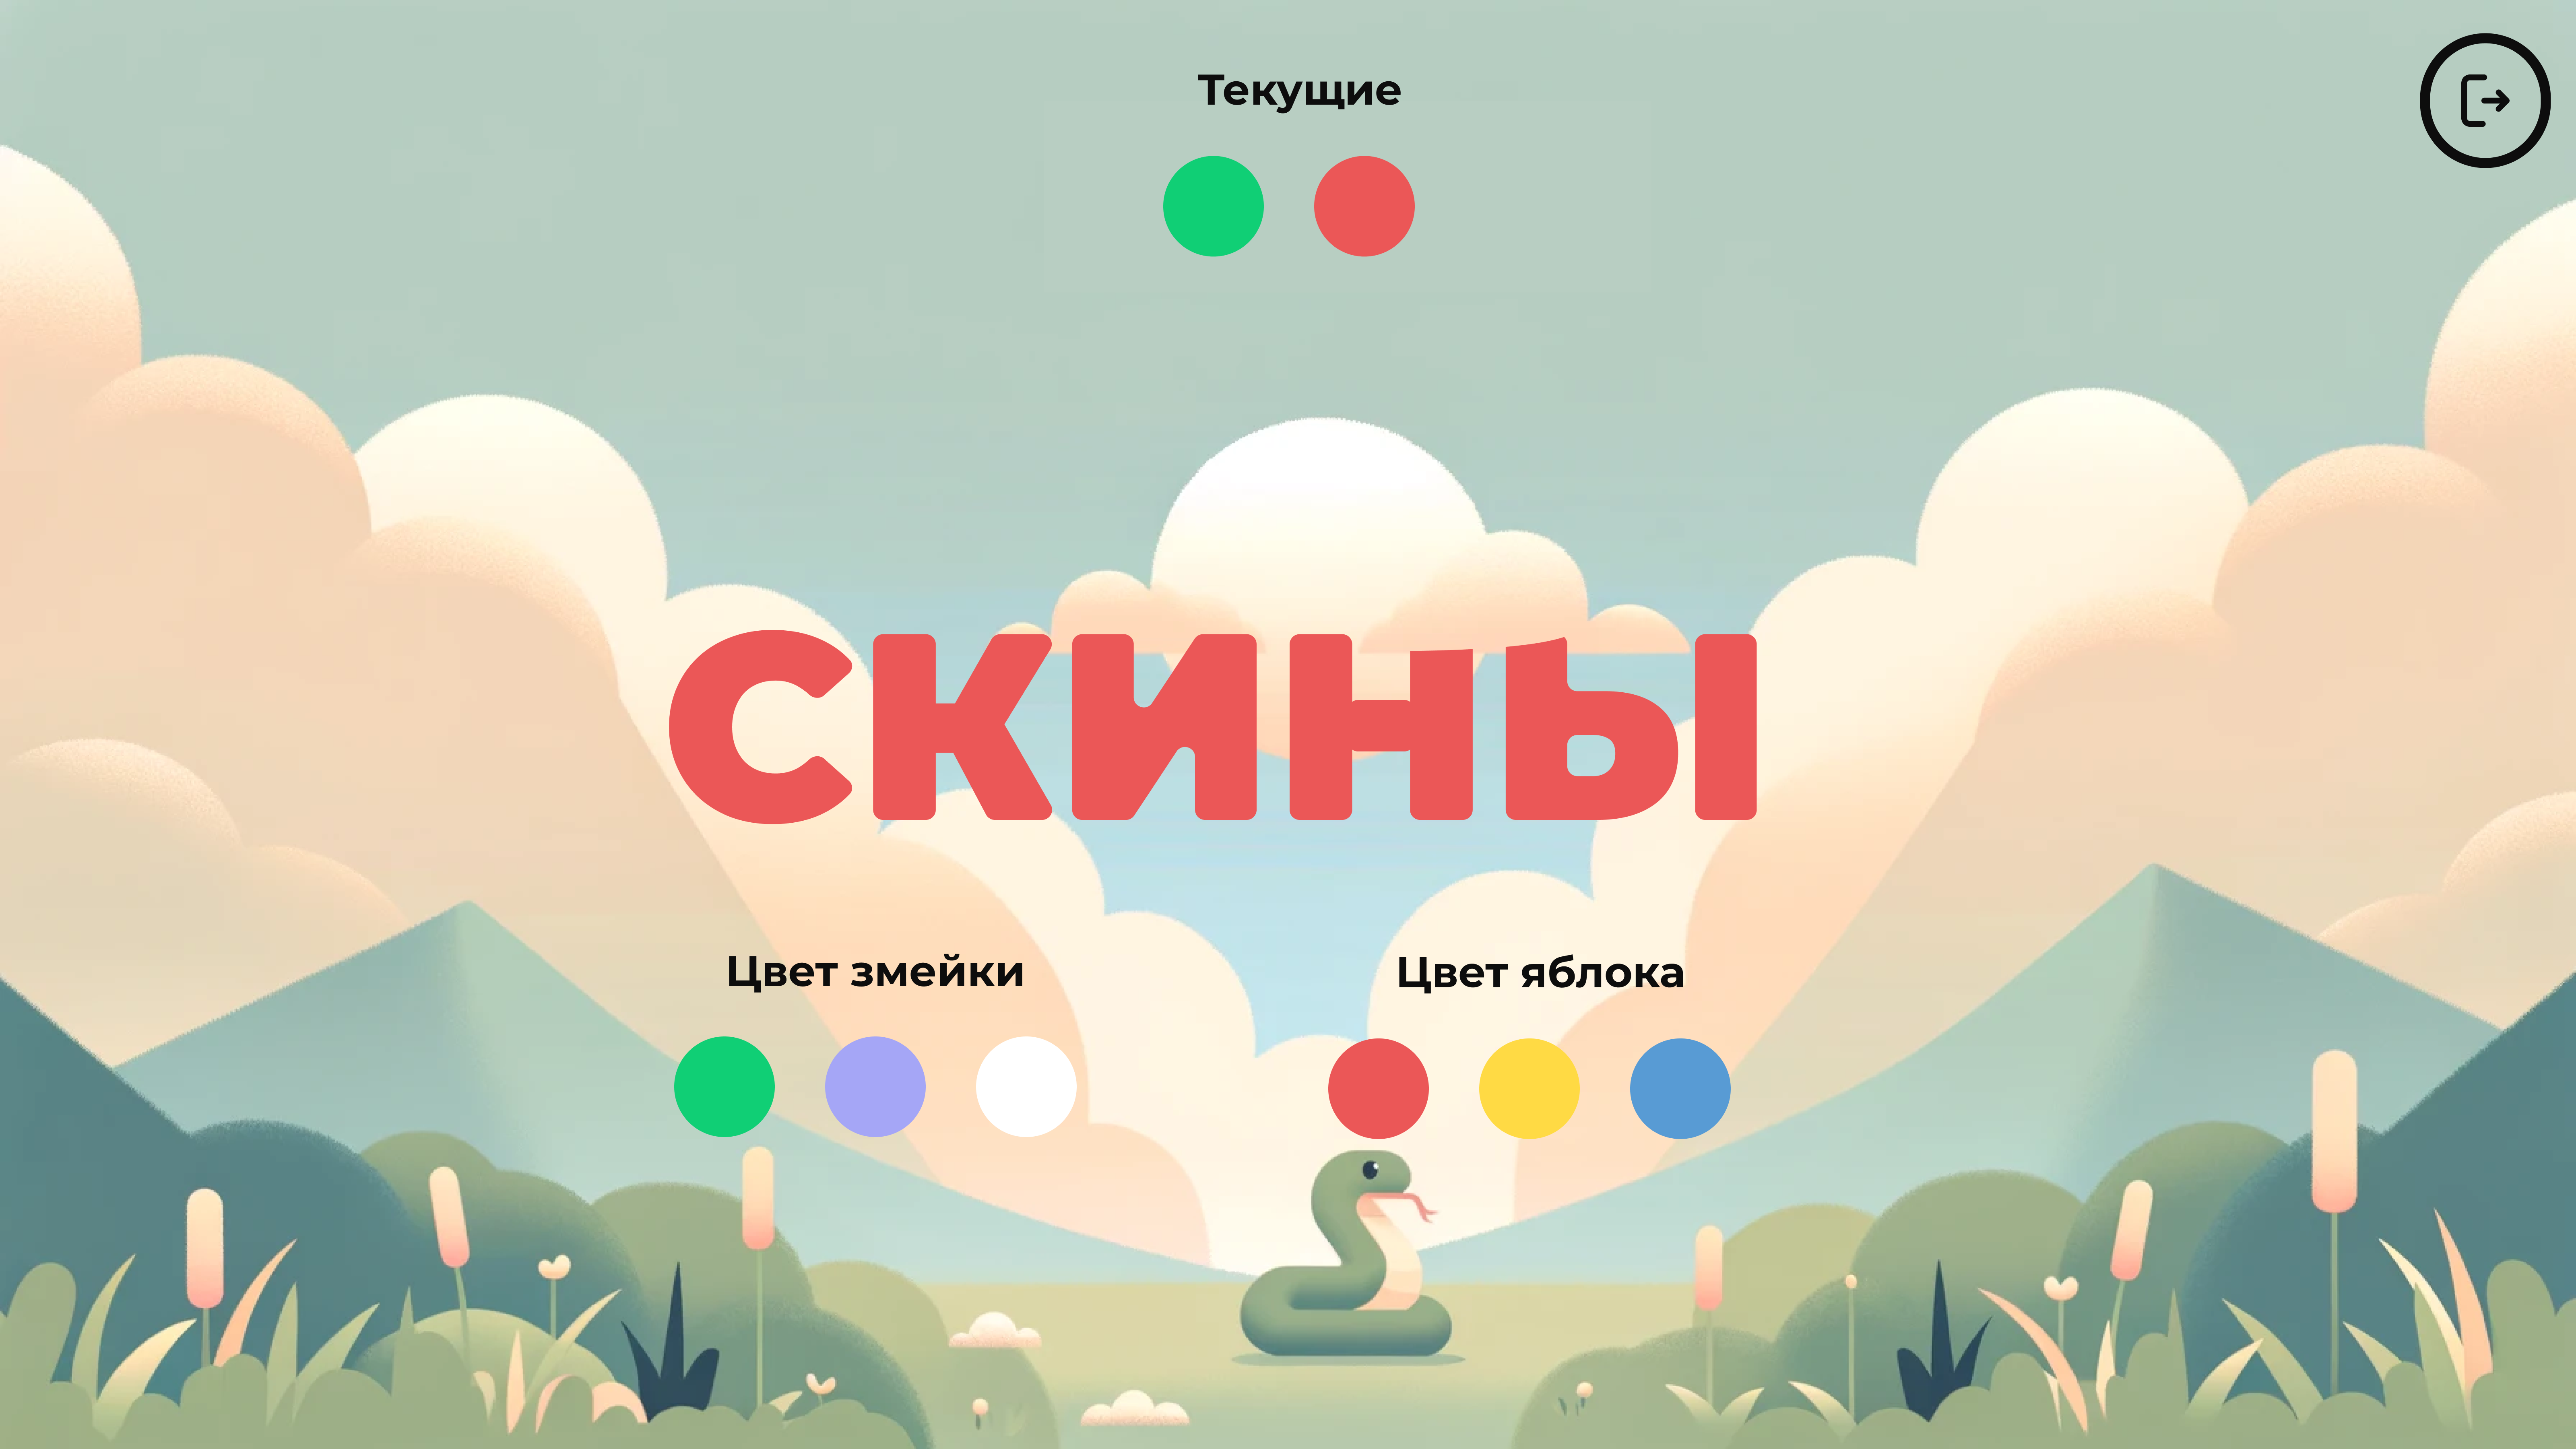 Текущие
СКИНЫ
Цвет змейки
Цвет яблока